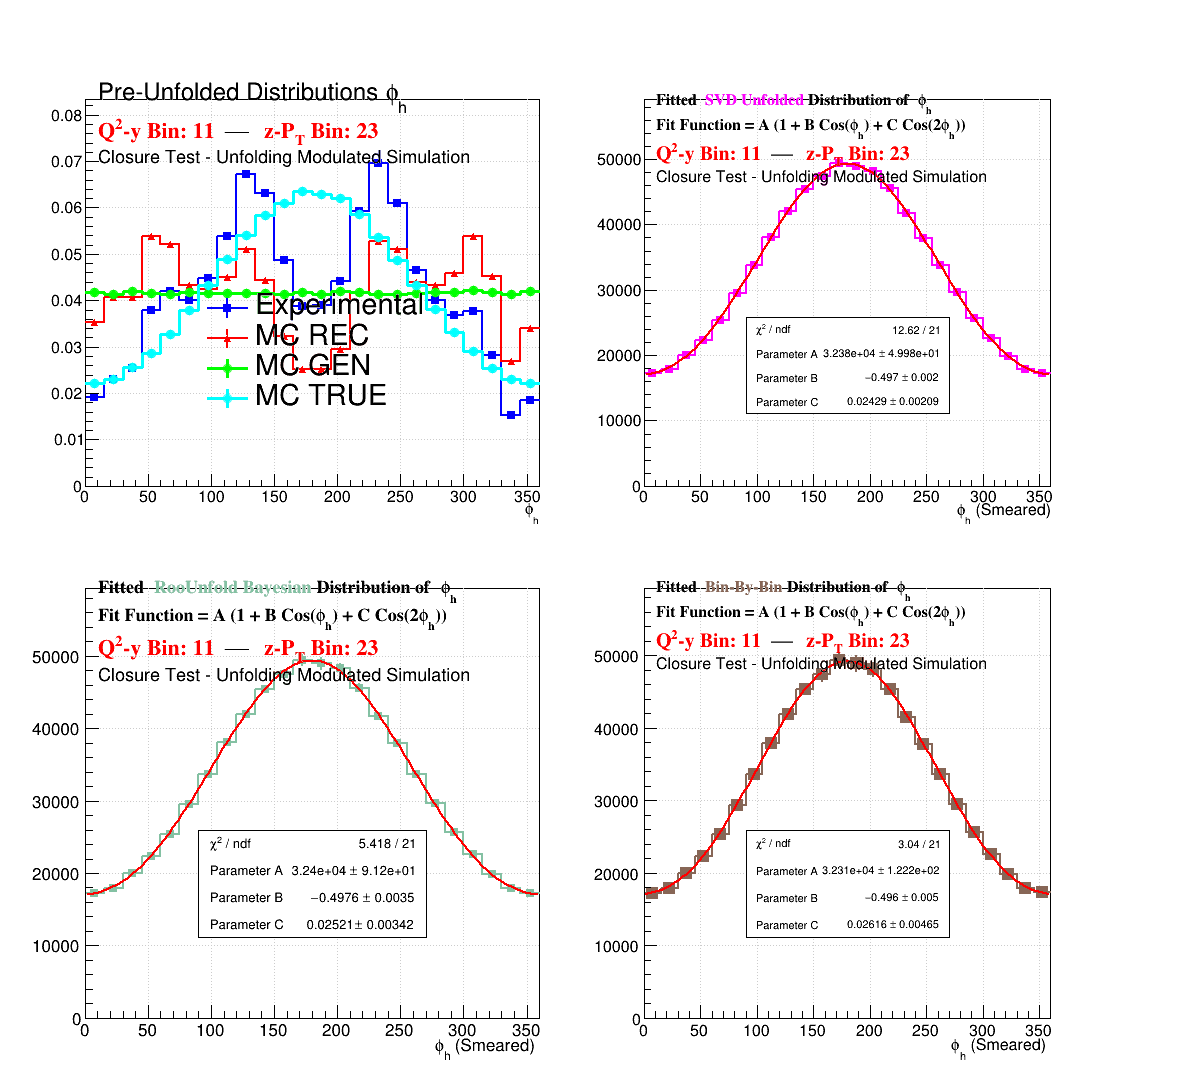 Pre-Unfolded Distributions ϕh
Q²-y Bin: 11 — z-PT Bin: 23
Closure Test - Unfolding Modulated Simulation
0.08
0.07
0.06
0.05
0.04
0.03
0.02
0.01
0
Experimental
MC REC
MC GEN
MC TRUE
0 50 100 150 200 250 300 350
ϕh
Fitted SVD Unfolded Distribution of ϕh
Fit Function = A (1 + B Cos(ϕh) + C Cos(2ϕh))
Q²-y Bin: 11 — z-PT Bin: 23
Closure Test - Unfolding Modulated Simulation
50000
40000
30000
20000
10000
0
χ² / ndf 12.62 / 21
Parameter A 3.238e+04 ± 4.998e+01
Parameter B −0.497 ± 0.002
Parameter C 0.02429 ± 0.00209
0 50 100 150 200 250 300 350
ϕh (Smeared)
Fitted RooUnfold Bayesian Distribution of ϕh
Fit Function = A (1 + B Cos(ϕh) + C Cos(2ϕh))
Q²-y Bin: 11 — z-PT Bin: 23
Closure Test - Unfolding Modulated Simulation
50000
40000
30000
20000
10000
0
χ² / ndf 5.418 / 21
Parameter A 3.24e+04 ± 9.12e+01
Parameter B −0.4976 ± 0.0035
Parameter C 0.02521 ± 0.00342
0 50 100 150 200 250 300 350
ϕh (Smeared)
Fitted Bin-By-Bin Distribution of ϕh
Fit Function = A (1 + B Cos(ϕh) + C Cos(2ϕh))
Q²-y Bin: 11 — z-PT Bin: 23
Closure Test - Unfolding Modulated Simulation
50000
40000
30000
20000
10000
0
χ² / ndf 3.04 / 21
Parameter A 3.231e+04 ± 1.222e+02
Parameter B −0.496 ± 0.005
Parameter C 0.02616 ± 0.00465
0 50 100 150 200 250 300 350
ϕh (Smeared)